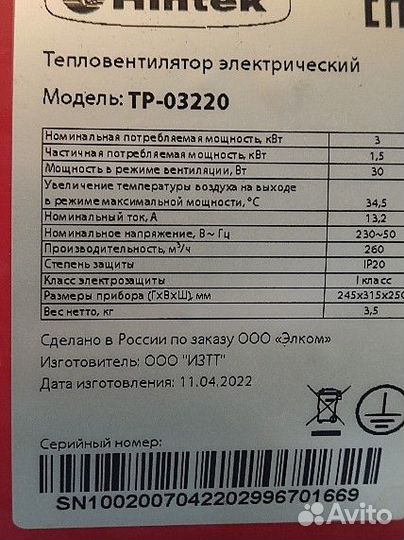 Hintek
Тепловентилятор электрический
Модель: ТР-03220
Номинальная потребляемая мощность, кВт 3
Частичная потребляемая мощность, кВт 1,5
Мощность в режиме вентиляции, Вт 30
Увеличение температуры воздуха на выходе
в режиме максимальной мощности, °С 34,5
Номинальный ток, А 13,2
Номинальное напряжение, В~ Гц 230~50
Производительность, м³/ч 260
Степень защиты IP20
Класс электрозащиты I класс
Размеры прибора (ГхВхШ), мм 245х315х250
Вес нетто, кг 3,5
Сделано в России по заказу ООО «Элком»
Изготовитель: ООО "ИЗТТ"
Дата изготовления: 11.04.2022
Серийный номер:
SN1002007042202996701669
Avito